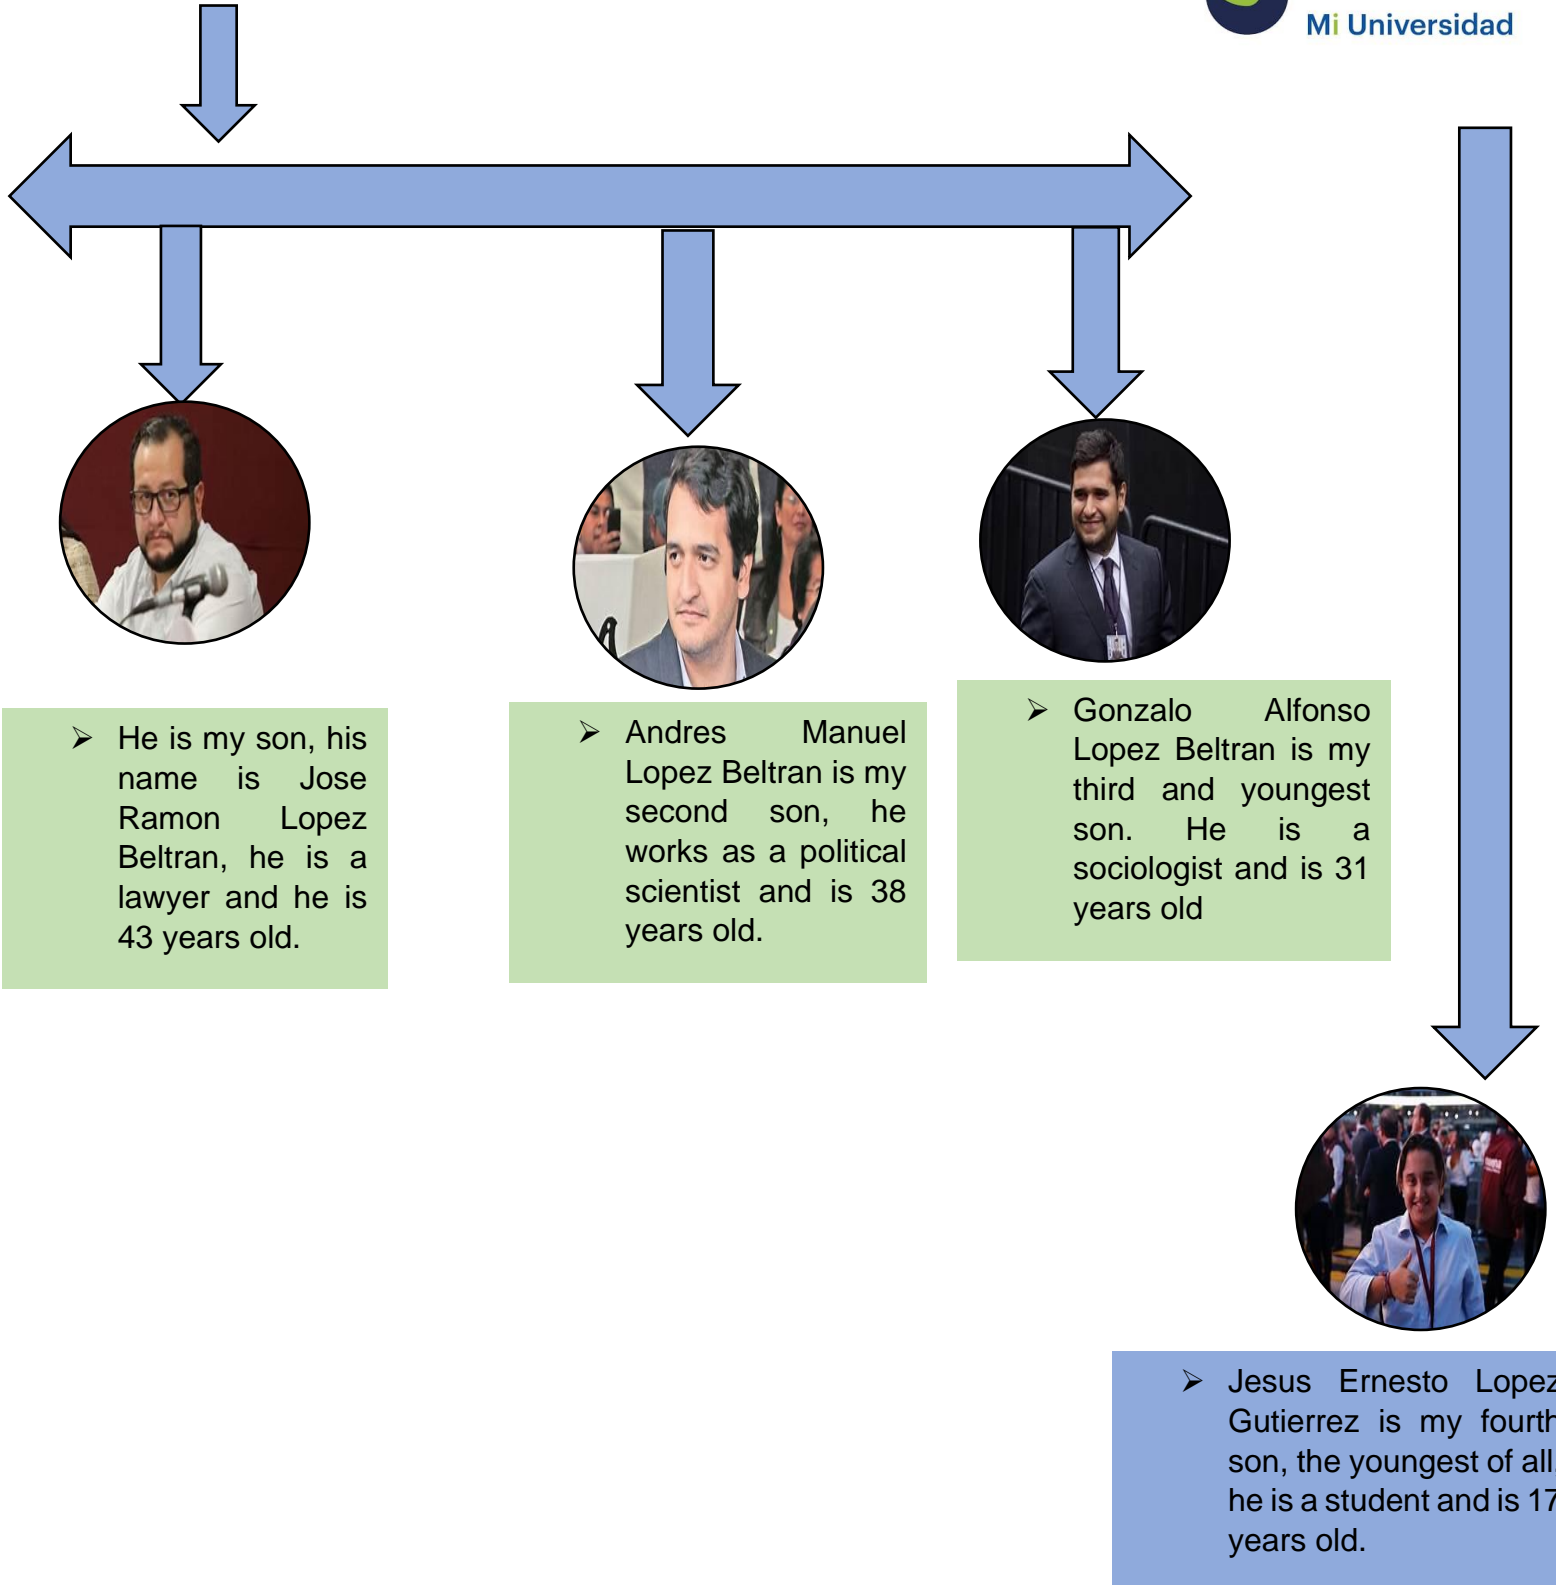 Mi Universidad
➢ He is my son, his
name is Jose
Ramon Lopez
Beltran, he is a
lawyer and he is
43 years old.
➢ Andres Manuel
Lopez Beltran is my
second son, he
works as a political
scientist and is 38
years old.
➢ Gonzalo Alfonso
Lopez Beltran is my
third and youngest
son. He is a
sociologist and is 31
years old
➢ Jesus Ernesto Lopez
Gutierrez is my fourth
son, the youngest of all,
he is a student and is 17
years old.